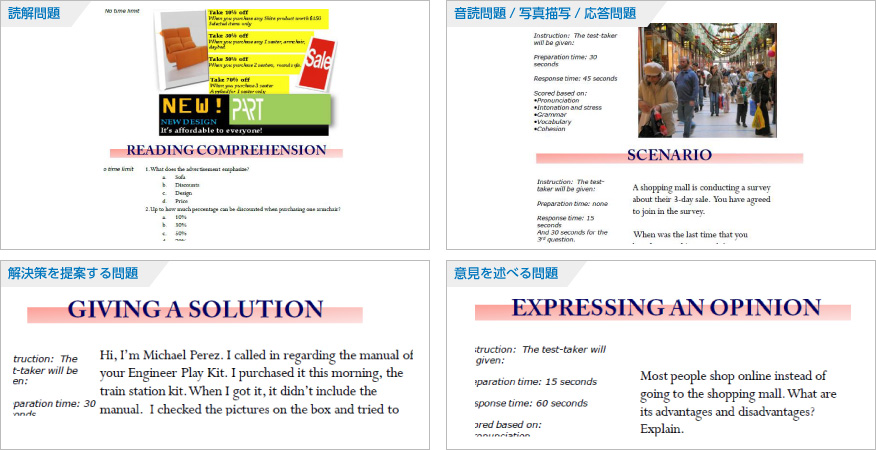 読解問題
No time limit
Take 10% off
When you purchase any 1Site product worth $150
Selected items only
Take 30% off
When you purchase any 1 seater, armchair,
daybed
Take 50% off
When you purchase 2 seaters,
Take 70% off
When you purchase 3 seater
Applied for 1 seater only
Sale
NEW!
PART
NEW DESIGN
It's affordable to everyone!
READING COMPREHENSION
o time limit
1. What does the advertisement emphasize?
a. Sofa
b. Discounts
c. Design
d. Price
2. Up to how much percentage can be discounted when purchasing one armchair?
a. 10%
b. 30%
c. 50%
音読問題 / 写真描写 / 応答問題
Instruction: The test-taker
will be given:
Preparation time: 30
seconds
Response time: 45 seconds
Scored based on:
•Pronunciation
•Intonation and stress
•Grammar
•Vocabulary
•Cohesion
SCENARIO
Instruction: The test-
taker will be given:
Preparation time: none
Response time: 15
seconds
And 30 seconds for the
3rd question.
A shopping mall is conducting a survey
about their 3-day sale. You have agreed
to join in the survey.
When was the last time that you
解決策を提案する問題
GIVING A SOLUTION
truction: The
t-taker will be
en:
paration time: 30
onds
Hi, I'm Michael Perez. I called in regarding the manual of
your Engineer Play Kit. I purchased it this morning, the
train station kit. When I got it, it didn't include the
manual. I checked the pictures on the box and tried to
意見を述べる問題
EXPRESSING AN OPINION
struction: The test-taker will
given:
eparation time: 15 seconds
sponse time: 60 seconds
ored based on:
onunciation
Most people shop online instead of
going to the shopping mall. What are
its advantages and disadvantages?
Explain.